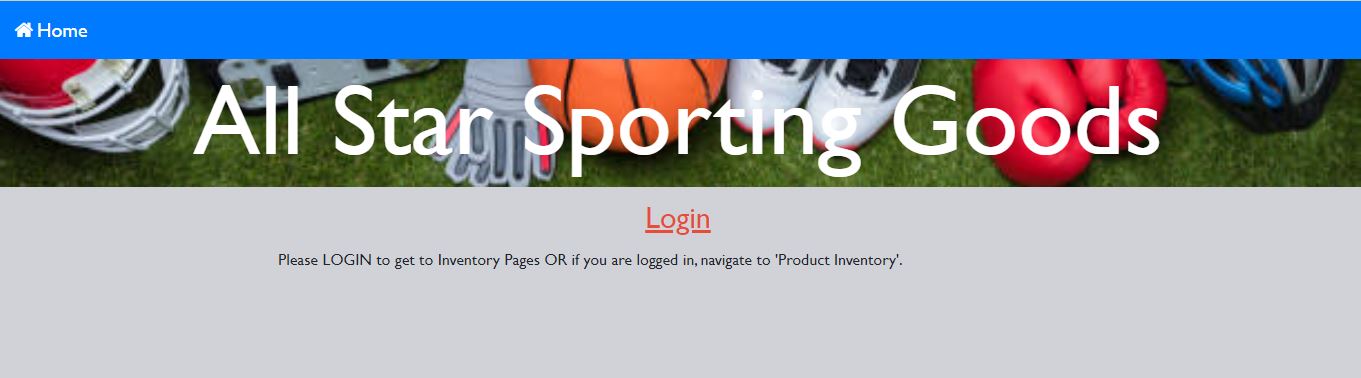 Home
All Star Sporting Goods
Login
Please LOGIN to get to Inventory Pages OR if you are logged in, navigate to 'Product Inventory'.